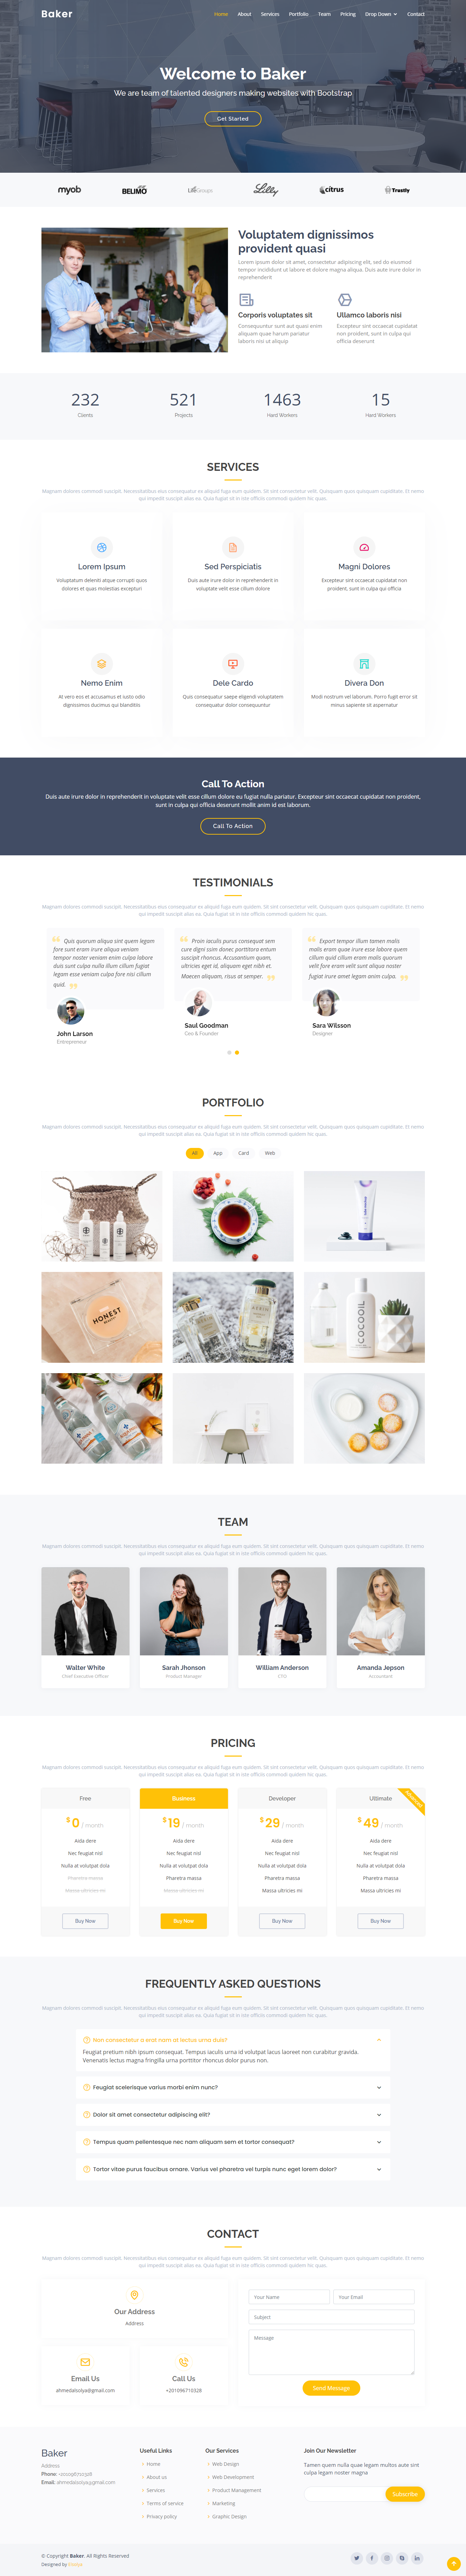 Baker
Home About Services Portfolio Team Pricing Drop Down Contact
Welcome to Baker
We are team of talented designers making websites with Bootstrap
Get Started
myob BELIMO LifeGroups Lilly citrus Trustly
Voluptatem dignissimos
provident quasi
Lorem ipsum dolor sit amet, consectetur adipiscing elit, sed do eiusmod
tempor incididunt ut labore et dolore magna aliqua. Duis aute irure dolor in
reprehenderit
Corporis voluptates sit
Consequuntur sunt aut quasi enim
aliquam quae harum pariatur
laboris nisi ut aliquip
Ullamco laboris nisi
Excepteur sint occaecat cupidatat
non proident, sunt in culpa qui
officia deserunt
232 521 1463 15
Clients Projects Hard Workers Hard Workers
SERVICES
Magnam dolores commodi suscipit. Necessitatibus eius consequatur ex aliquid fuga eum quidem. Sit sint consectetur velit. Quisquam quos quisquam cupiditate. Et nemo
qui impedit suscipit alias ea. Quia fugiat sit in iste officiis commodi quidem hic quas.
Lorem Ipsum
Voluptatum deleniti atque corrupti quos
dolores et quas molestias excepturi
Sed Perspiciatis
Duis aute irure dolor in reprehenderit in
voluptate velit esse cillum dolore
Magni Dolores
Excepteur sint occaecat cupidatat non
proident, sunt in culpa qui officia
Nemo Enim
At vero eos et accusamus et iusto odio
dignissimos ducimus qui blanditiis
Dele Cardo
Quis consequatur saepe eligendi voluptatem
consequatur dolor consequuntur
Divera Don
Modi nostrum vel laborum. Porro fugit error sit
minus sapiente sit aspernatur
Call To Action
Duis aute irure dolor in reprehenderit in voluptate velit esse cillum dolore eu fugiat nulla pariatur. Excepteur sint occaecat cupidatat non proident,
sunt in culpa qui officia deserunt mollit anim id est laborum.
Call To Action
TESTIMONIALS
Magnam dolores commodi suscipit. Necessitatibus eius consequatur ex aliquid fuga eum quidem. Sit sint consectetur velit. Quisquam quos quisquam cupiditate. Et nemo
qui impedit suscipit alias ea. Quia fugiat sit in iste officiis commodi quidem hic quas.
Quis quorum aliqua sint quem legam
fore sunt eram irure aliqua veniam
tempor noster veniam enim culpa labore
duis sunt culpa nulla illum cillum fugiat
legam esse veniam culpa fore nisi cillum
quid.
John Larson
Entrepreneur
Proin iaculis purus consequat sem
cure digni ssim donec porttitora entum
suscipit rhoncus. Accusantium quam,
ultricies eget id, aliquam eget nibh et.
Maecen aliquam, risus at semper.
Saul Goodman
Ceo & Founder
Export tempor illum tamen malis
malis eram quae irure esse labore quem
cillum quid cillum eram malis quorum
velit fore eram velit sunt aliqua noster
fugiat irure amet legam anim culpa.
Sara Wilsson
Designer
PORTFOLIO
Magnam dolores commodi suscipit. Necessitatibus eius consequatur ex aliquid fuga eum quidem. Sit sint consectetur velit. Quisquam quos quisquam cupiditate. Et nemo
qui impedit suscipit alias ea. Quia fugiat sit in iste officiis commodi quidem hic quas.
All App Card Web
HONEST
COCOOIL
TEAM
Magnam dolores commodi suscipit. Necessitatibus eius consequatur ex aliquid fuga eum quidem. Sit sint consectetur velit. Quisquam quos quisquam cupiditate. Et nemo
qui impedit suscipit alias ea. Quia fugiat sit in iste officiis commodi quidem hic quas.
Walter White Sarah Jhonson William Anderson Amanda Jepson
Chief Executive Officer Product Manager CTO Accountant
PRICING
Magnam dolores commodi suscipit. Necessitatibus eius consequatur ex aliquid fuga eum quidem. Sit sint consectetur velit. Quisquam quos quisquam cupiditate. Et nemo
qui impedit suscipit alias ea. Quia fugiat sit in iste officiis commodi quidem hic quas.
Free Business Developer Ultimate
$0 / month $19 / month $29 / month $49 / month
Aida dere Aida dere Aida dere Aida dere
Nec feugiat nisl Nec feugiat nisl Nec feugiat nisl Nec feugiat nisl
Nulla at volutpat dola Nulla at volutpat dola Nulla at volutpat dola Nulla at volutpat dola
Pharetra massa Pharetra massa Pharetra massa Pharetra massa
Massa ultricies mi Massa ultricies mi Massa ultricies mi Massa ultricies mi
Buy Now Buy Now Buy Now Buy Now
FREQUENTLY ASKED QUESTIONS
Magnam dolores commodi suscipit. Necessitatibus eius consequatur ex aliquid fuga eum quidem. Sit sint consectetur velit. Quisquam quos quisquam cupiditate. Et nemo
qui impedit suscipit alias ea. Quia fugiat sit in iste officiis commodi quidem hic quas.
Non consectetur a erat nam at lectus urna duis?
Feugiat pretium nibh ipsum consequat. Tempus iaculis urna id volutpat lacus laoreet non curabitur gravida.
Venenatis lectus magna fringilla urna porttitor rhoncus dolor purus non.
Feugiat scelerisque varius morbi enim nunc?
Dolor sit amet consectetur adipiscing elit?
Tempus quam pellentesque nec nam aliquam sem et tortor consequat?
Tortor vitae purus faucibus ornare. Varius vel pharetra vel turpis nunc eget lorem dolor?
CONTACT
Magnam dolores commodi suscipit. Necessitatibus eius consequatur ex aliquid fuga eum quidem. Sit sint consectetur velit. Quisquam quos quisquam cupiditate. Et nemo
qui impedit suscipit alias ea. Quia fugiat sit in iste officiis commodi quidem hic quas.
Our Address
Address
Email Us
ahmedatolya@gmail.com
Call Us
+201096710328
Your Name Your Email
Subject
Message
Send Message
Baker
Address
Phone: +201096710328
Email: ahmedatolya@gmail.com
Useful Links
Home
About us
Services
Terms of service
Privacy policy
Our Services
Web Design
Web Development
Product Management
Marketing
Graphic Design
Join Our Newsletter
Tamen quem nulla quae legam multos aute sint
culpa legam noster magna
Subscribe
© Copyright Baker. All Rights Reserved
Designed by